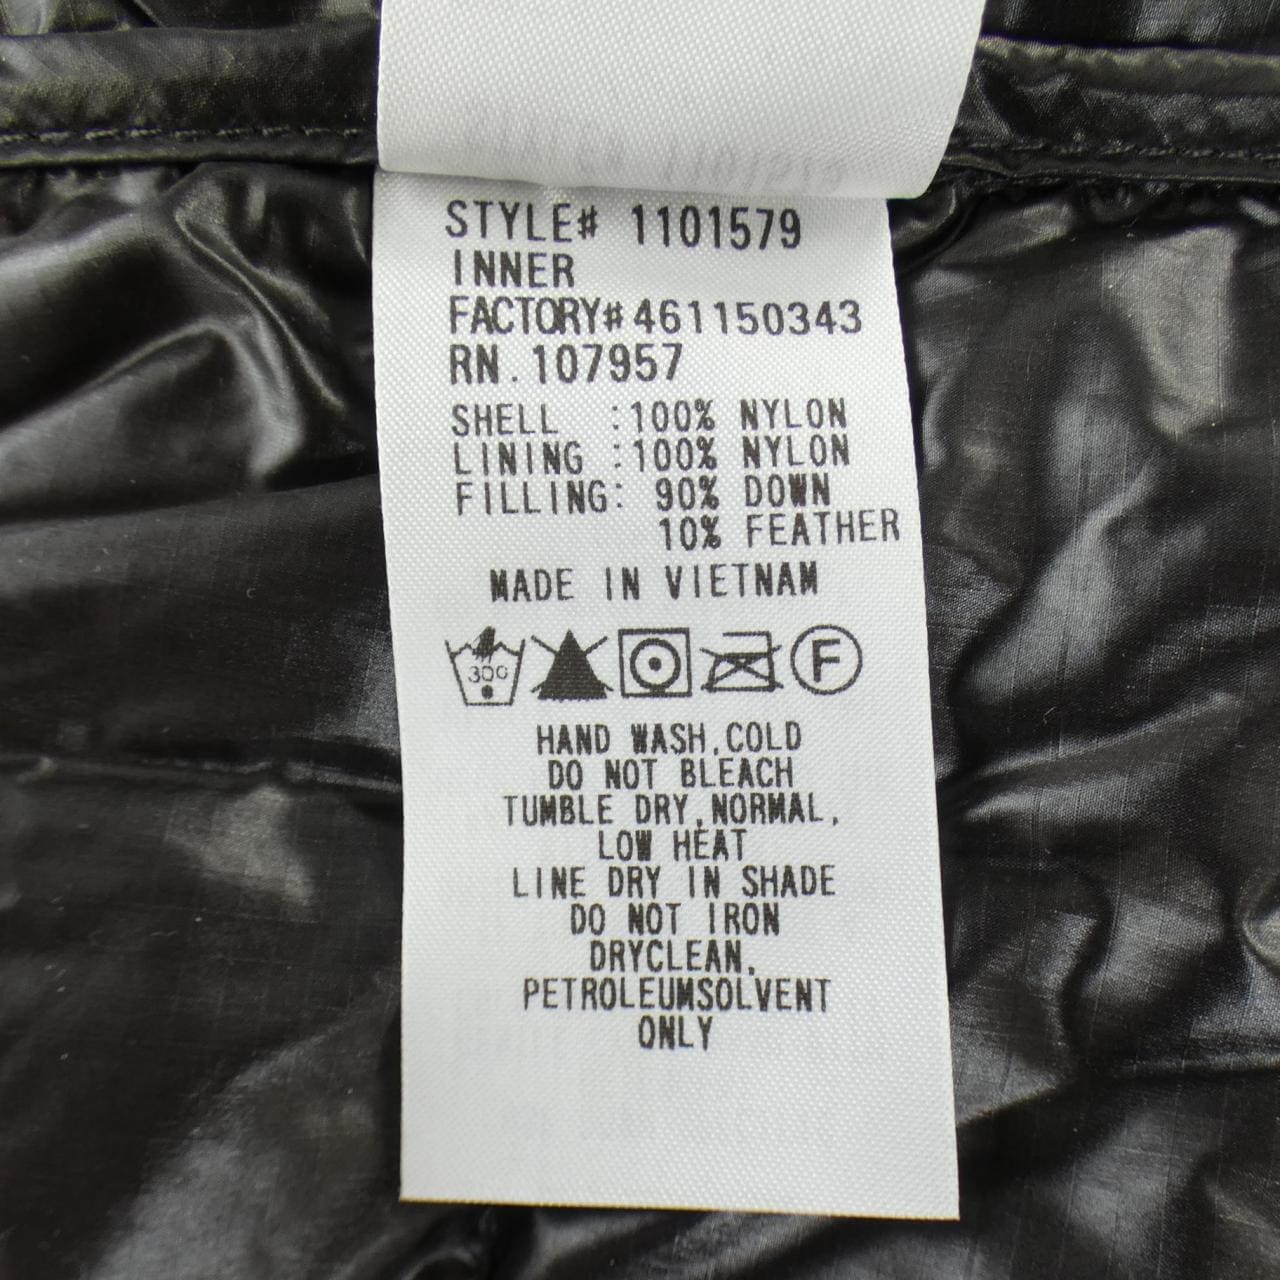 STYLE# 1101579
INNER
FACTORY# 461150343
RN. 107957
SHELL :100% NYLON
LINING :100% NYLON
FILLING: 90% DOWN
10% FEATHER
MADE IN VIETNAM
30C F
HAND WASH,COLD
DO NOT BLEACH
TUMBLE DRY,NORMAL,
LOW HEAT
LINE DRY IN SHADE
DO NOT IRON
DRYCLEAN,
PETROLEUMSOLVENT
ONLY